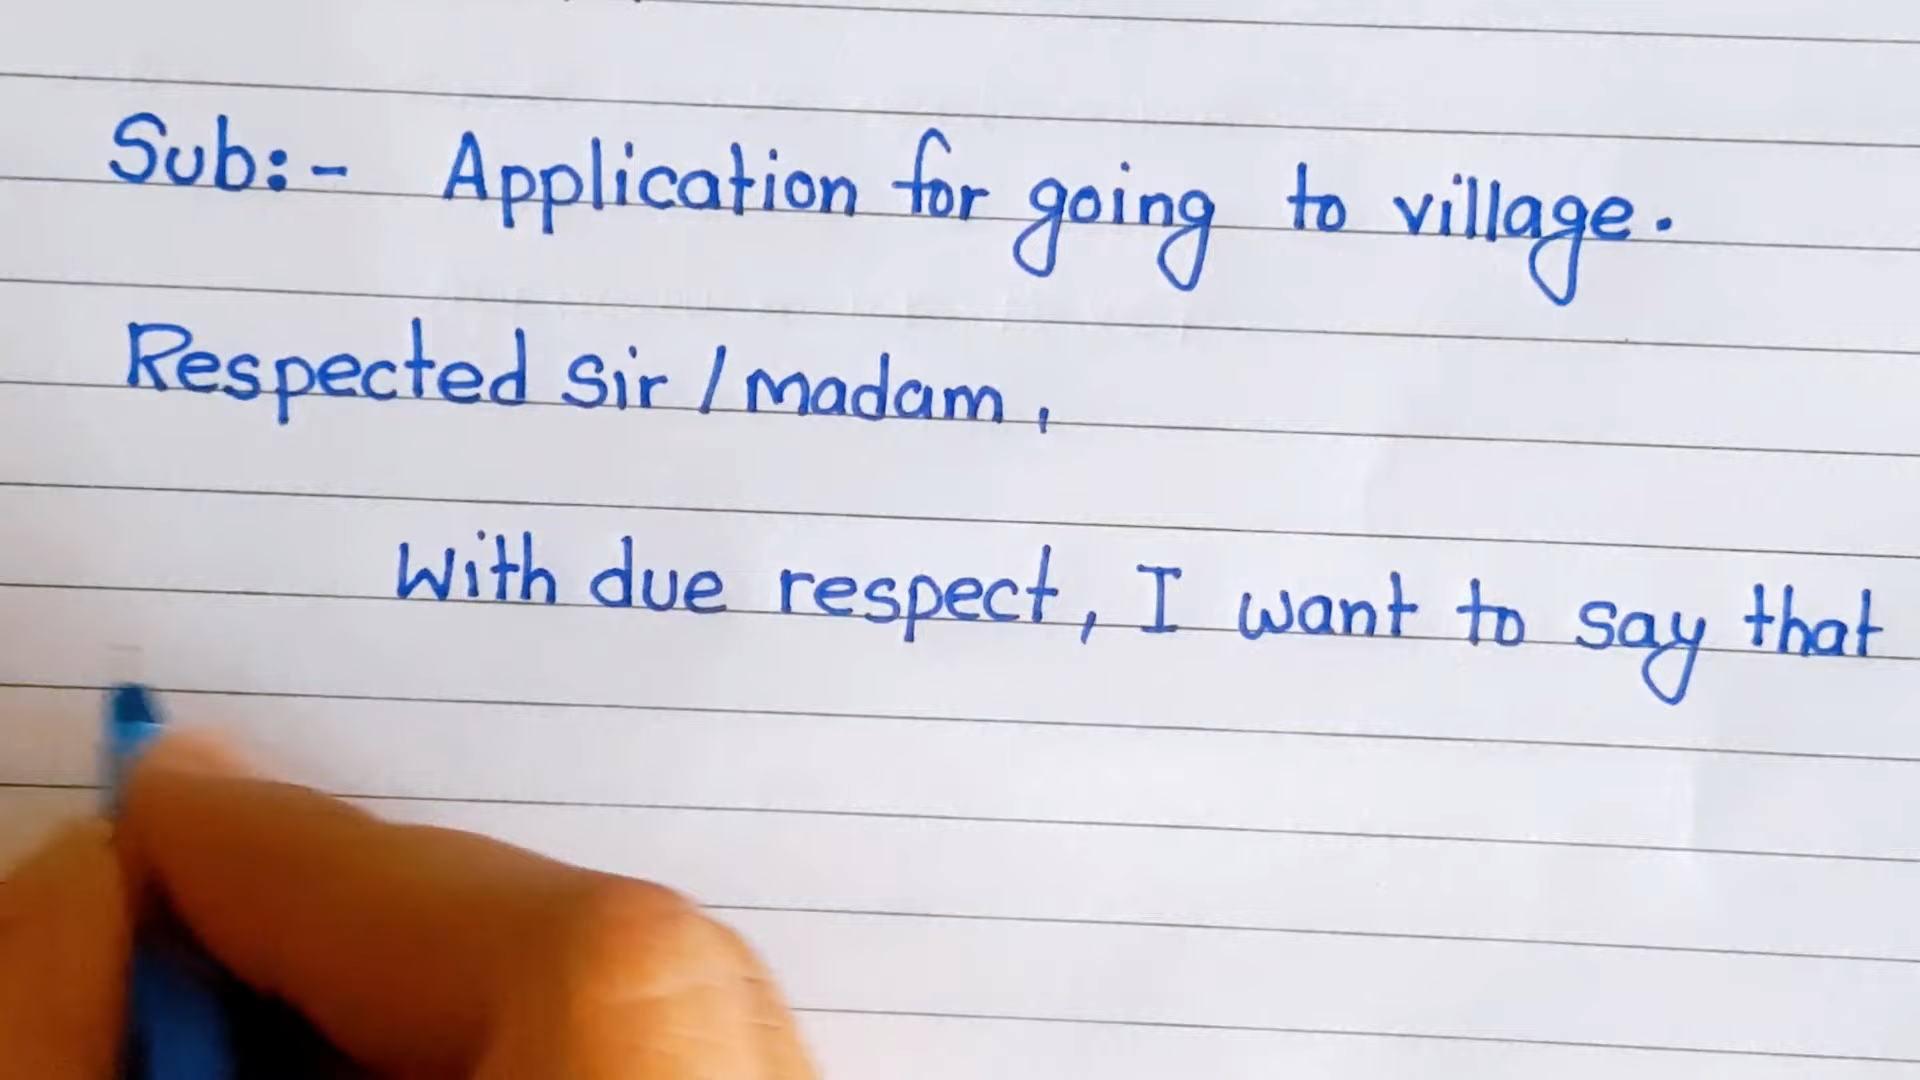 Sub:- Application for going to village.
Respected Sir / madam,
With due respect, I want to say that